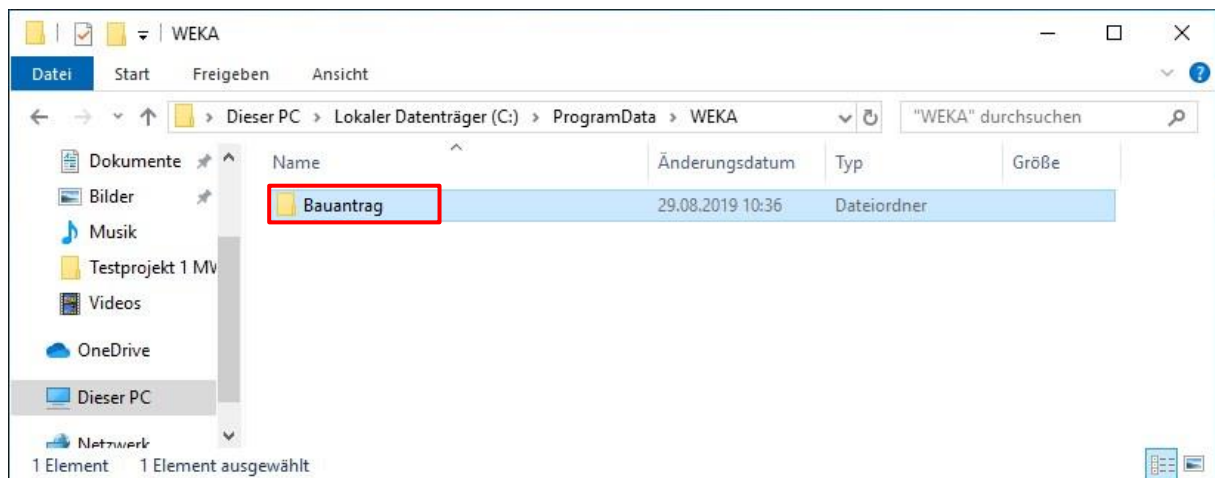 WEKA
Datei Start Freigeben Ansicht
Dieser PC › Lokaler Datenträger (C:) › ProgramData › WEKA "WEKA" durchsuchen
Name Änderungsdatum Typ Größe
Bauantrag 29.08.2019 10:36 Dateiordner
Dokumente
Bilder
Musik
Testprojekt 1 MW
Videos
OneDrive
Dieser PC
Netzwerk
1 Element 1 Element ausgewählt